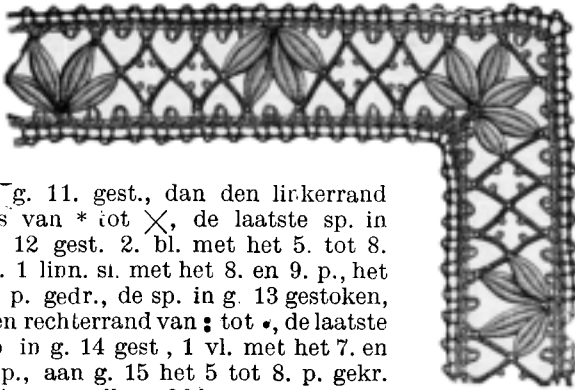 g. 11. gest., dan den linkerrand
s van * tot ×, de laatste sp. in
12 gest. 2. bl. met het 5. tot 8.
. 1 linn. sl. met het 8. en 9. p., het
p. gedr., de sp. in g. 13 gestoken,
en rechterrand van : tot •, de laatste
in g. 14 gest, 1 vl. met het 7. en
p., aan g. 15 het 5 tot 8. p. gekr.